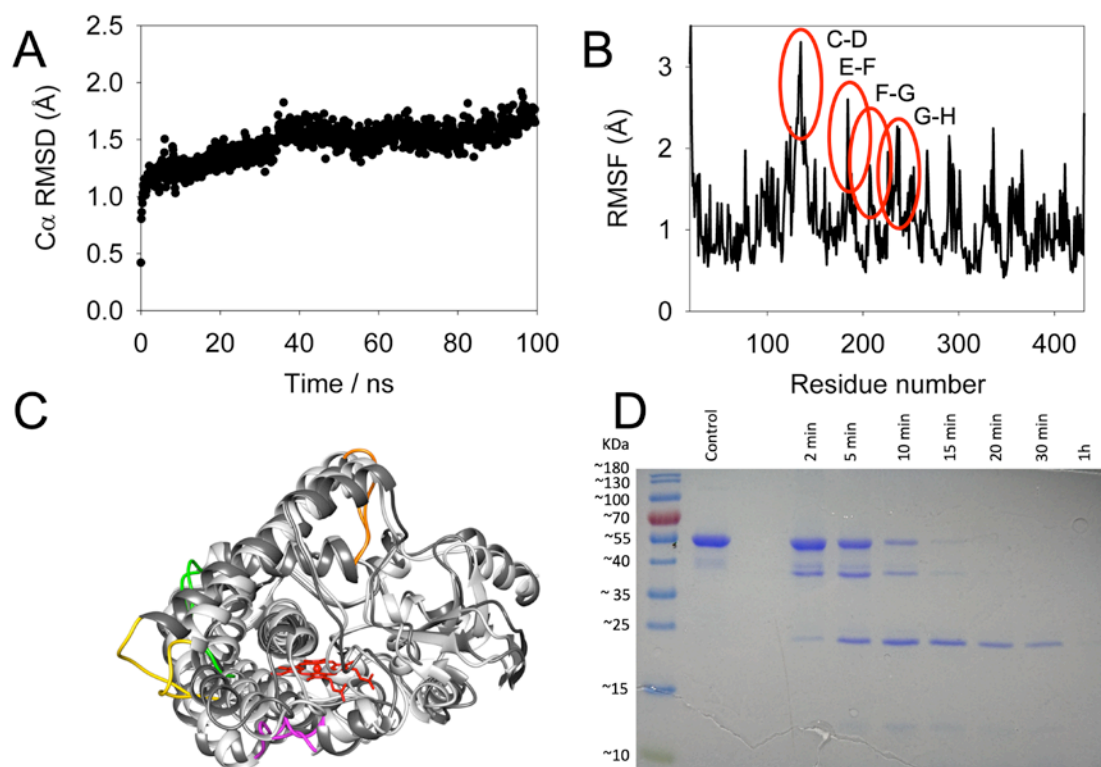 A
Cα RMSD (Å)
2.5
2.0
1.5
1.0
0.5
0.0
0 20 40 60 80 100
Time / ns
B
RMSF (Å)
3
2
1
0
C-D
E-F
F-G
G-H
100 200 300 400
Residue number
C
D
KDa
Control
2 min
5 min
10 min
15 min
20 min
30 min
1h
~180
~130
~100
~70
~55
~40
~35
~25
~15
~10